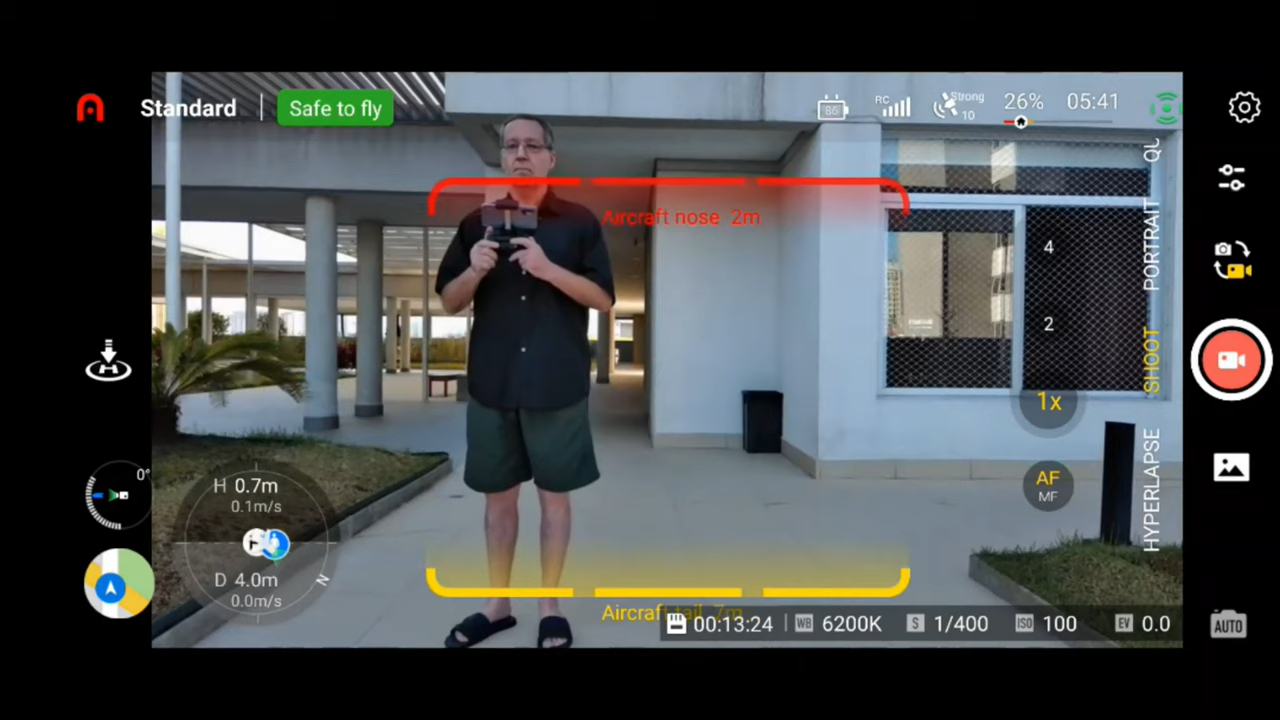 Standard
Safe to fly
86
RC
Strong
10
26%
05:41
QU
Aircraft nose 2m
PORTRAIT
4
2
SHOOT
1x
0°
H 0.7m
0.1m/s
AF
MF
HYPERLAPSE
D 4.0m
0.0m/s
N
Aircraft tail 7m
00:13:24
WB 6200K
S 1/400
ISO 100
EV 0.0
AUTO